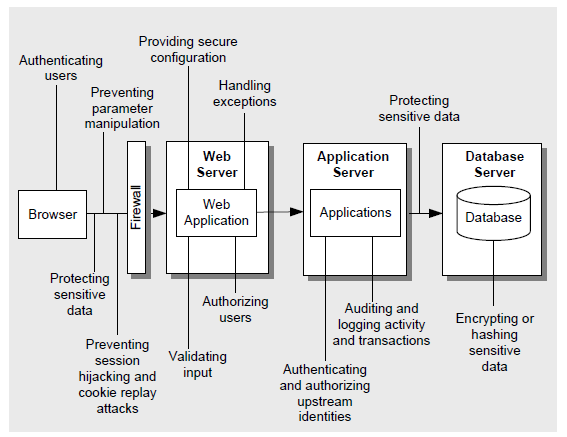 Providing secure
configuration
Authenticating
users
Preventing
parameter
manipulation
Handling
exceptions
Protecting
sensitive data
Web
Server
Application
Server
Database
Server
Browser
Firewall
Web
Application
Applications
Database
Protecting
sensitive
data
Authorizing
users
Auditing and
logging activity
and transactions
Encrypting or
hashing
sensitive
data
Preventing
session
hijacking and
cookie replay
attacks
Validating
input
Authenticating
and authorizing
upstream
identities